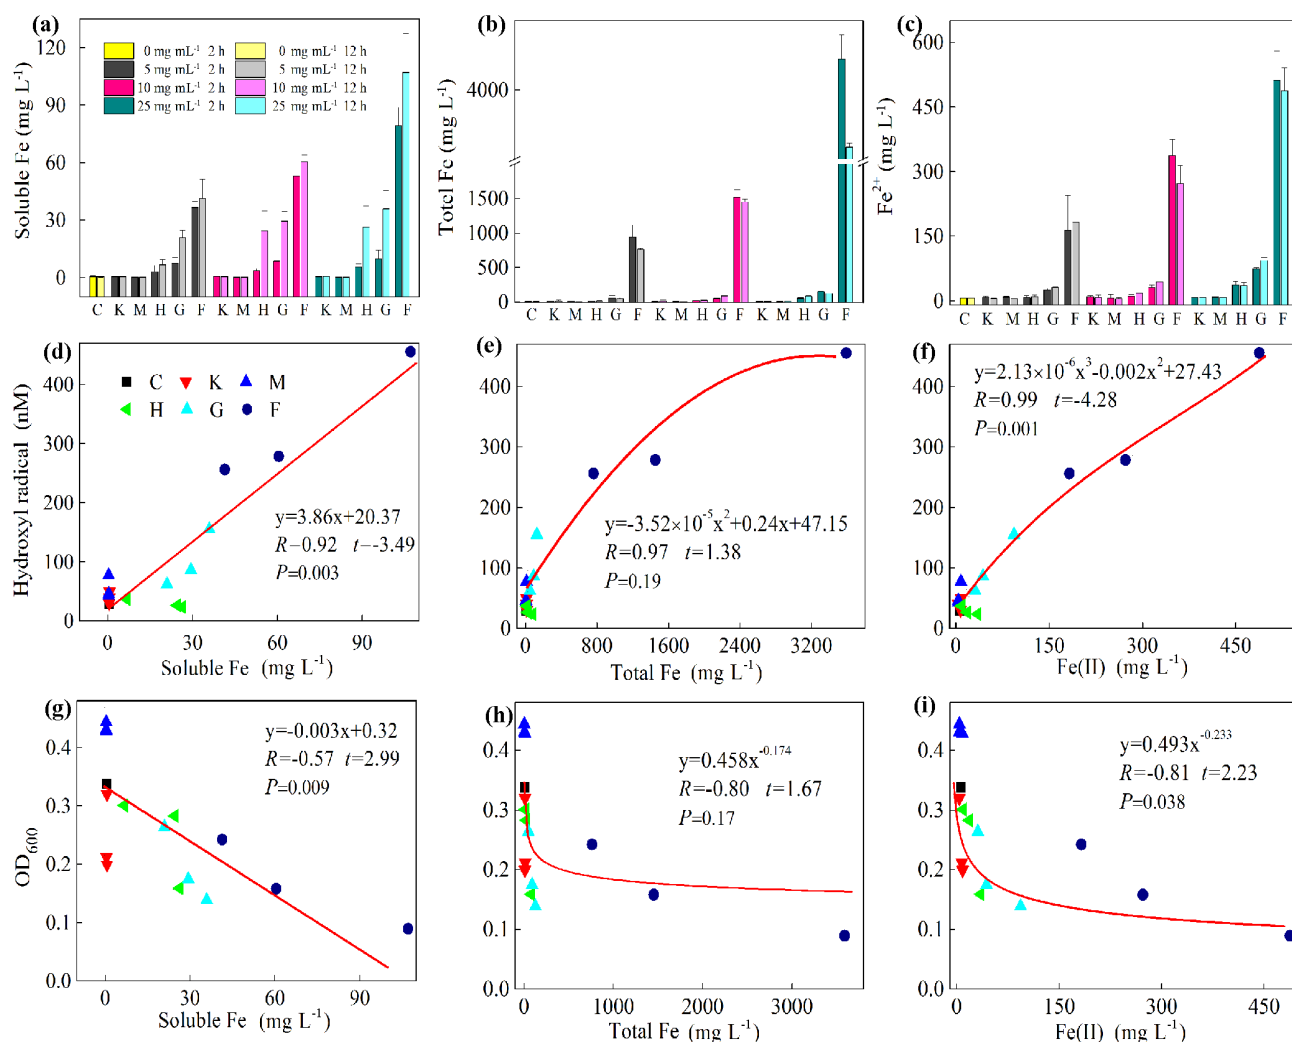 (a)
120
90
60
30
0
Soluble Fe (mg L-1)
0 mg mL-1 2 h
0 mg mL-1 12 h
5 mg mL-1 2 h
5 mg mL-1 12 h
10 mg mL-1 2 h
10 mg mL-1 12 h
25 mg mL-1 2 h
25 mg mL-1 12 h
C K M H G F K M H G F K M H G F
(b)
4000
1500
1000
500
0
Totcl Fc (mg L-1)
C K M H G F K M H G F K M H G F
(c)
600
450
300
150
0
Fe2+ (mg L-1)
C K M H G F K M H G F K M H G F
(d)
400
300
200
100
0
Hydroxyl radical (nM)
C K M
H G F
y=3.86x+20.37
R=0.92 t=-3.49
P=0.003
0 30 60 90
Soluble Fe (mg L-1)
(e)
500
400
300
200
100
0
y=-3.52×10-5x2+0.24x+47.15
R=0.97 t=1.38
P=0.19
0 800 1600 2400 3200
Total Fe (mg L-1)
(f)
500
400
300
200
100
0
y=2.13×10-6x3-0.002x2+27.43
R=0.99 t=-4.28
P=0.001
0 150 300 450
Fe(II) (mg L-1)
(g)
0.4
0.3
0.2
0.1
0.0
OD600
y=-0.003x+0.32
R=-0.57 t=2.99
P=0.009
0 30 60 90
Soluble Fe (mg L-1)
(h)
0.4
0.3
0.2
0.1
0.0
y=0.458x-0.174
R=-0.80 t=1.67
P=0.17
0 1000 2000 3000
Total Fe (mg L-1)
(i)
0.4
0.3
0.2
0.1
0.0
y=0.493x-0.233
R=-0.81 t=2.23
P=0.038
0 150 300 450
Fe(II) (mg L-1)